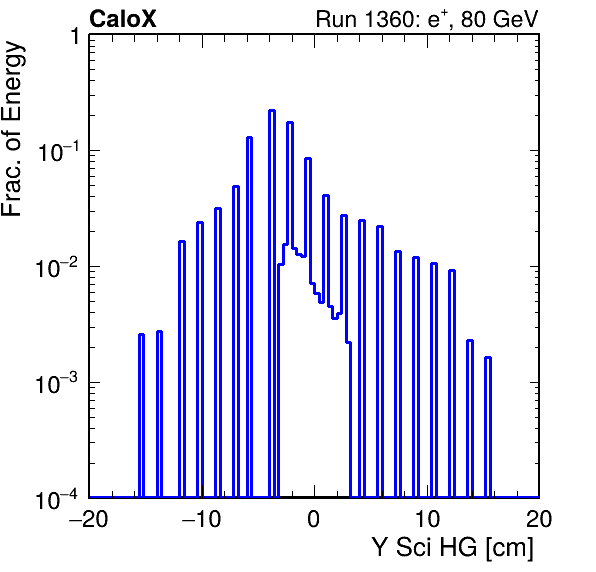 CaloX
Run 1360: e⁺, 80 GeV
Frac. of Energy
1
10⁻¹
10⁻²
10⁻³
10⁻⁴
−20
−10
0
10
20
Y Sci HG [cm]